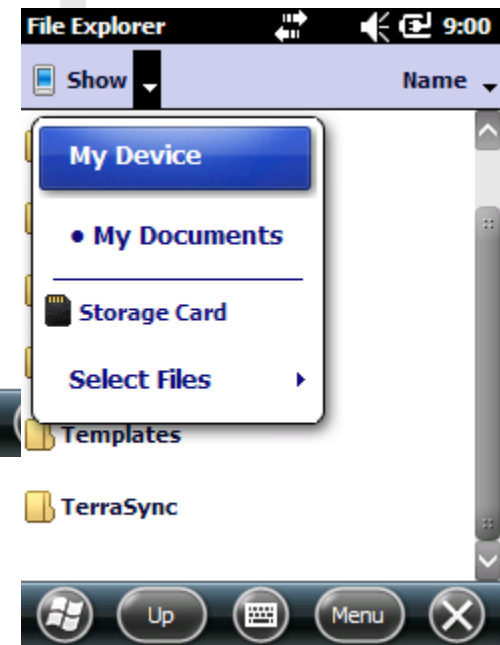 File Explorer 9:00
Show Name
My Device
• My Documents
Storage Card
Select Files
Templates
TerraSync
Up Menu